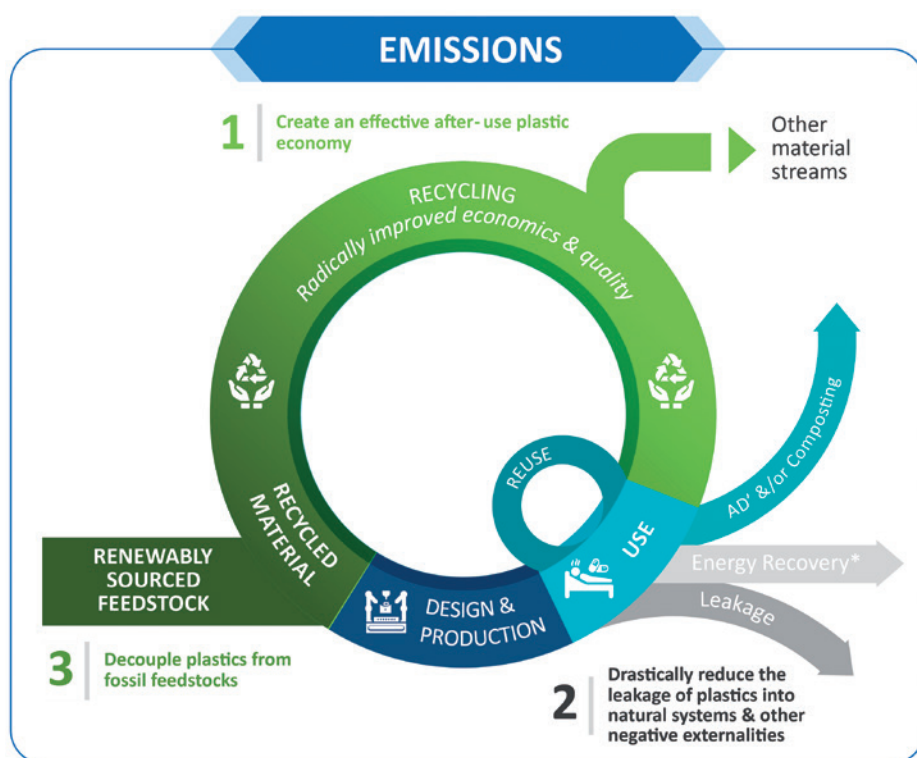 EMISSIONS
1
Create an effective after-use plastic
economy
Other
material
streams
RECYCLING
Radically improved economics & quality
AD' &/or Composting
REUSE
USE
RECYCLED
MATERIAL
RENEWABLY
SOURCED
FEEDSTOCK
DESIGN &
PRODUCTION
Energy Recovery*
Leakage
3
Decouple plastics from
fossil feedstocks
2
Drastically reduce the
leakage of plastics into
natural systems & other
negative externalities